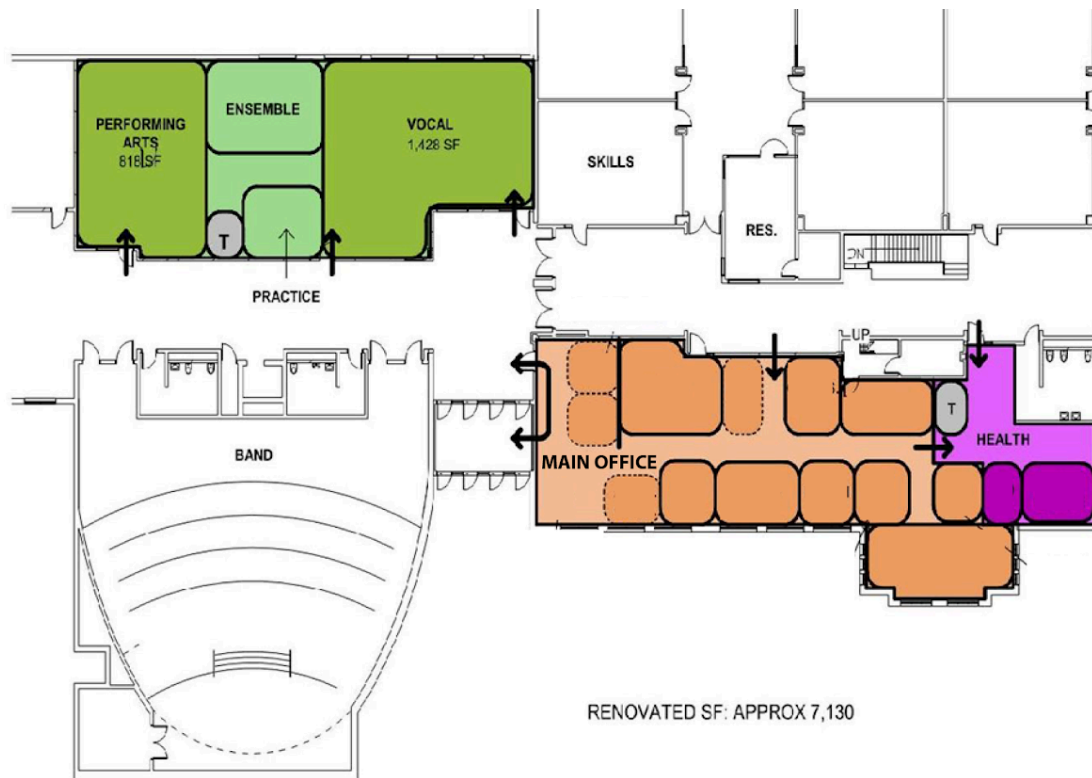 ENSEMBLE
PERFORMING
ARTS
818 SF
VOCAL
1,428 SF
SKILLS
RES.
T
DN
PRACTICE
UP
T
HEALTH
MAIN OFFICE
BAND
RENOVATED SF: APPROX 7,130